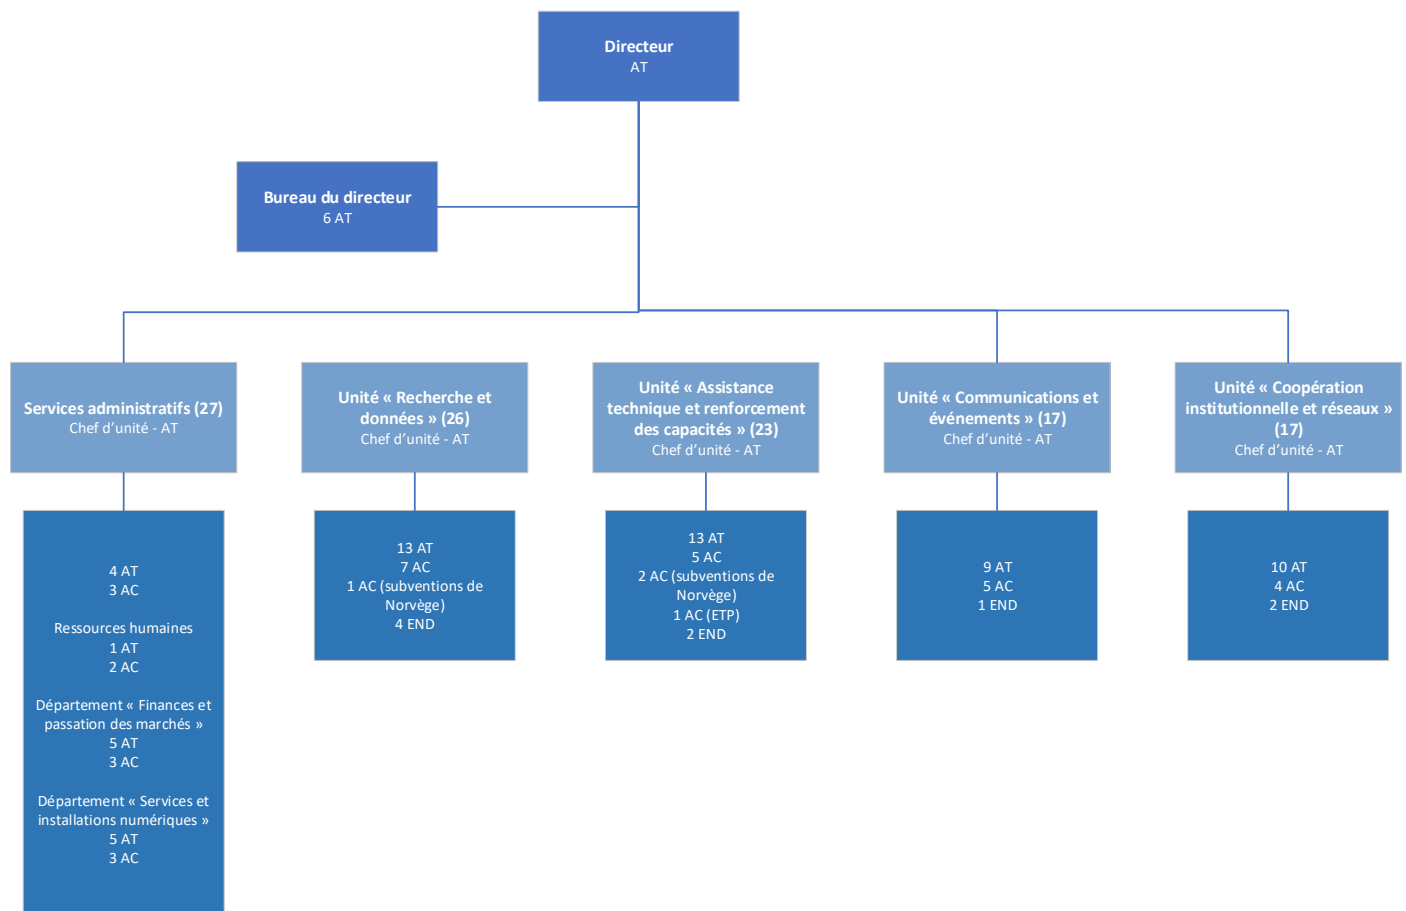 Directeur
AT
Bureau du directeur
6 AT
Services administratifs (27)
Chef d’unité - AT
Unité « Recherche et
données » (26)
Chef d’unité - AT
Unité « Assistance
technique et renforcement
des capacités » (23)
Chef d’unité - AT
Unité « Communications et
événements » (17)
Chef d’unité - AT
Unité « Coopération
institutionnelle et réseaux »
(17)
Chef d’unité - AT
4 AT
3 AC
Ressources humaines
1 AT
2 AC
Département « Finances et
passation des marchés »
5 AT
3 AC
Département « Services et
installations numériques »
5 AT
3 AC
13 AT
7 AC
1 AC (subventions de
Norvège)
4 END
13 AT
5 AC
2 AC (subventions de
Norvège)
1 AC (ETP)
2 END
9 AT
5 AC
1 END
10 AT
4 AC
2 END